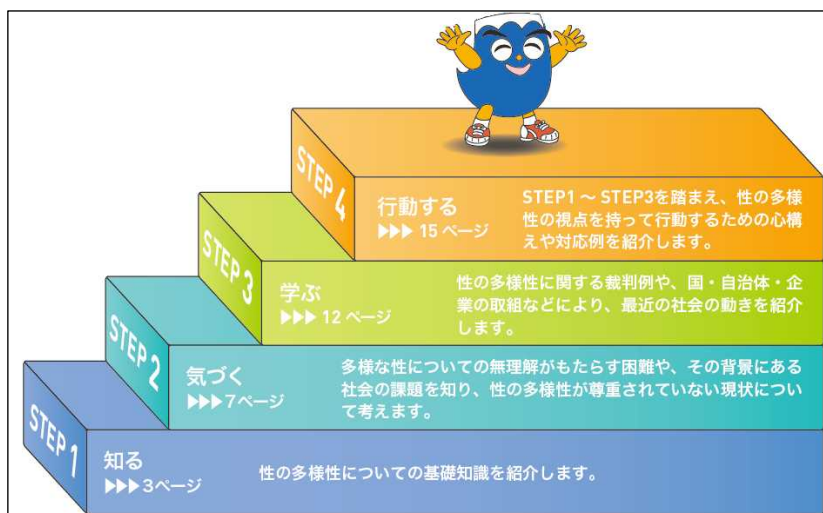 STEP 4
行動する
▶▶▶ 15 ページ
STEP1 ～ STEP3を踏まえ、性の多様
性の視点を持って行動するための心構
えや対応例を紹介します。
STEP 3
学ぶ
▶▶▶ 12 ページ
性の多様性に関する裁判例や、国・自治体・企
業の取組などにより、最近の社会の動きを紹介
します。
STEP 2
気づく
▶▶▶7ページ
多様な性についての無理解がもたらす困難や、その背景にある
社会の課題を知り、性の多様性が尊重されていない現状につい
て考えます。
STEP 1
知る
▶▶▶3ページ
性の多様性についての基礎知識を紹介します。